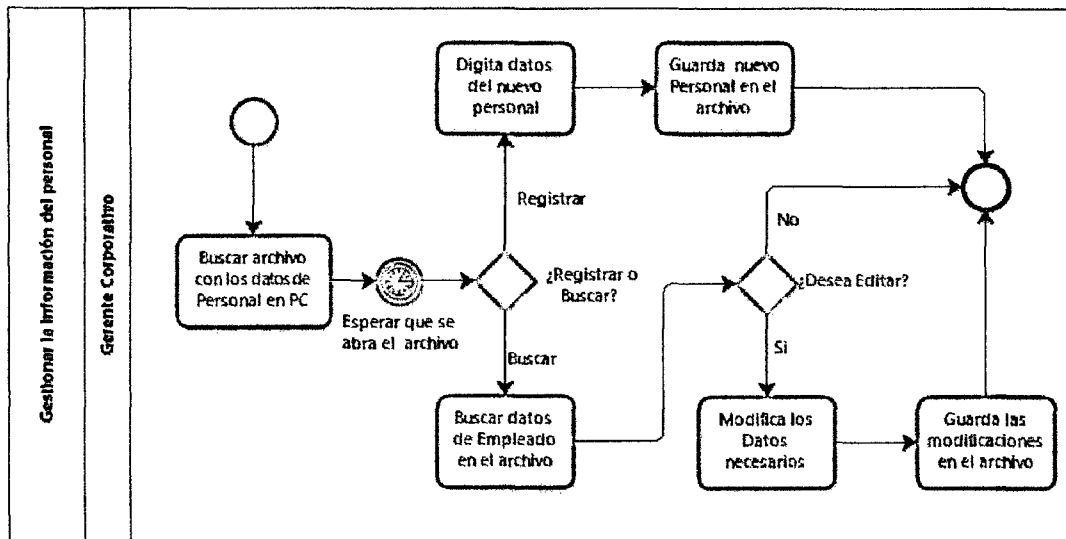 Gestionar la Información del personal
Gerente Corporativo
Buscar archivo
con los datos de
Personal en PC
Esperar que se
abra el archivo
¿Registrar o
Buscar?
Registrar
Digita datos
del nuevo
personal
Guarda nuevo
Personal en el
archivo
Buscar
Buscar datos
de Empleado
en el archivo
¿Desea Editar?
No
Si
Modifica los
Datos
necesarios
Guarda las
modificaciones
en el archivo